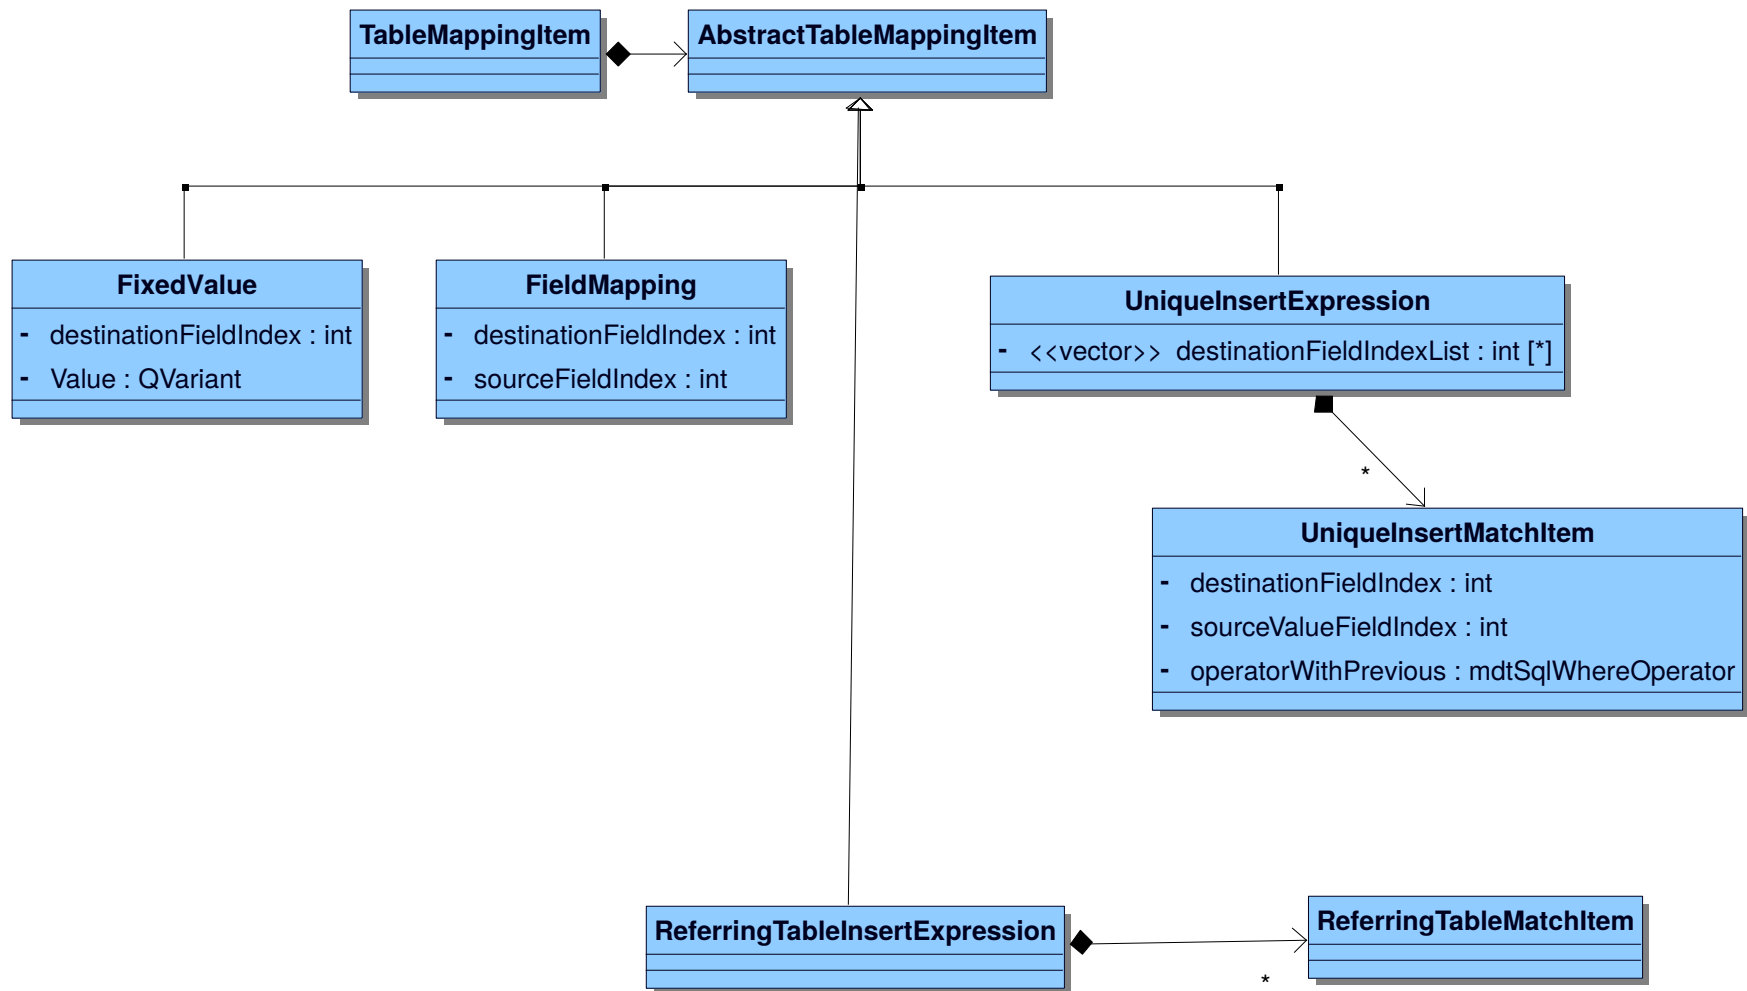 TableMappingItem
AbstractTableMappingItem
FixedValue
- destinationFieldIndex : int
- Value : QVariant
FieldMapping
- destinationFieldIndex : int
- sourceFieldIndex : int
UniqueInsertExpression
- <<vector>> destinationFieldIndexList : int [*]
*
UniqueInsertMatchItem
- destinationFieldIndex : int
- sourceValueFieldIndex : int
- operatorWithPrevious : mdtSqlWhereOperator
ReferringTableInsertExpression
*
ReferringTableMatchItem